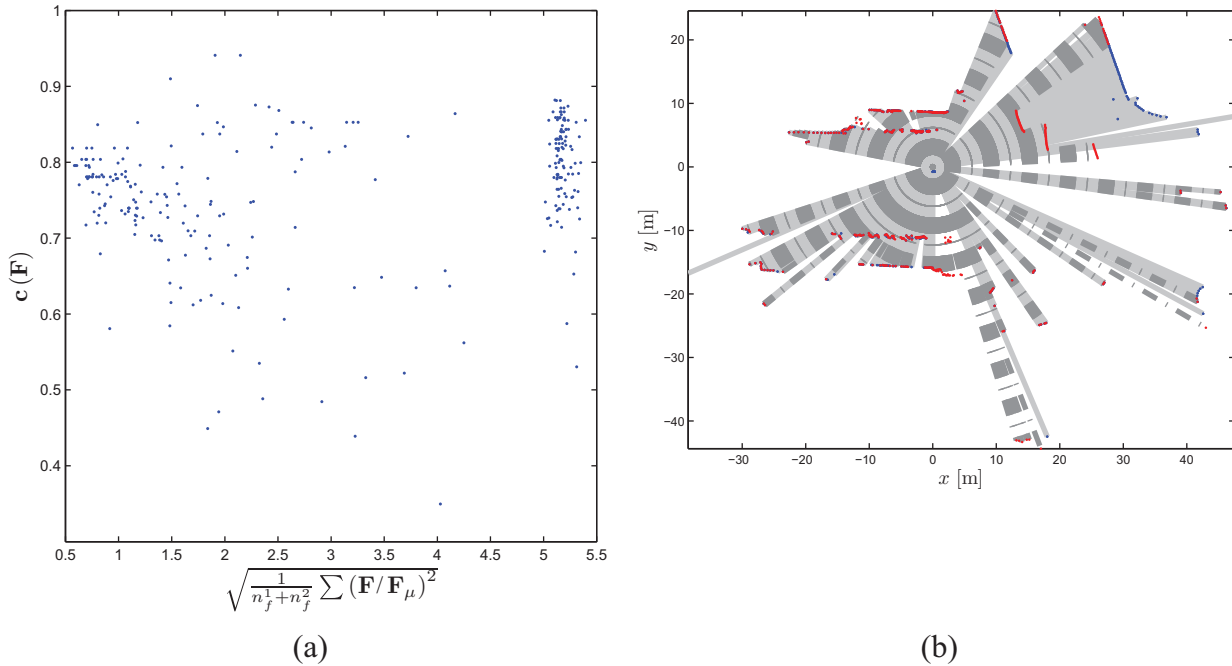 1
0.9
0.8
0.7
0.6
0.5
0.4
c (F)
0.5 1 1.5 2 2.5 3 3.5 4 4.5 5 5.5
√(1/(n_f^1+n_f^2) ∑ (F/F_μ)^2)
(a)
20
10
0
−10
−20
−30
−40
y [m]
−30 −20 −10 0 10 20 30 40
x [m]
(b)